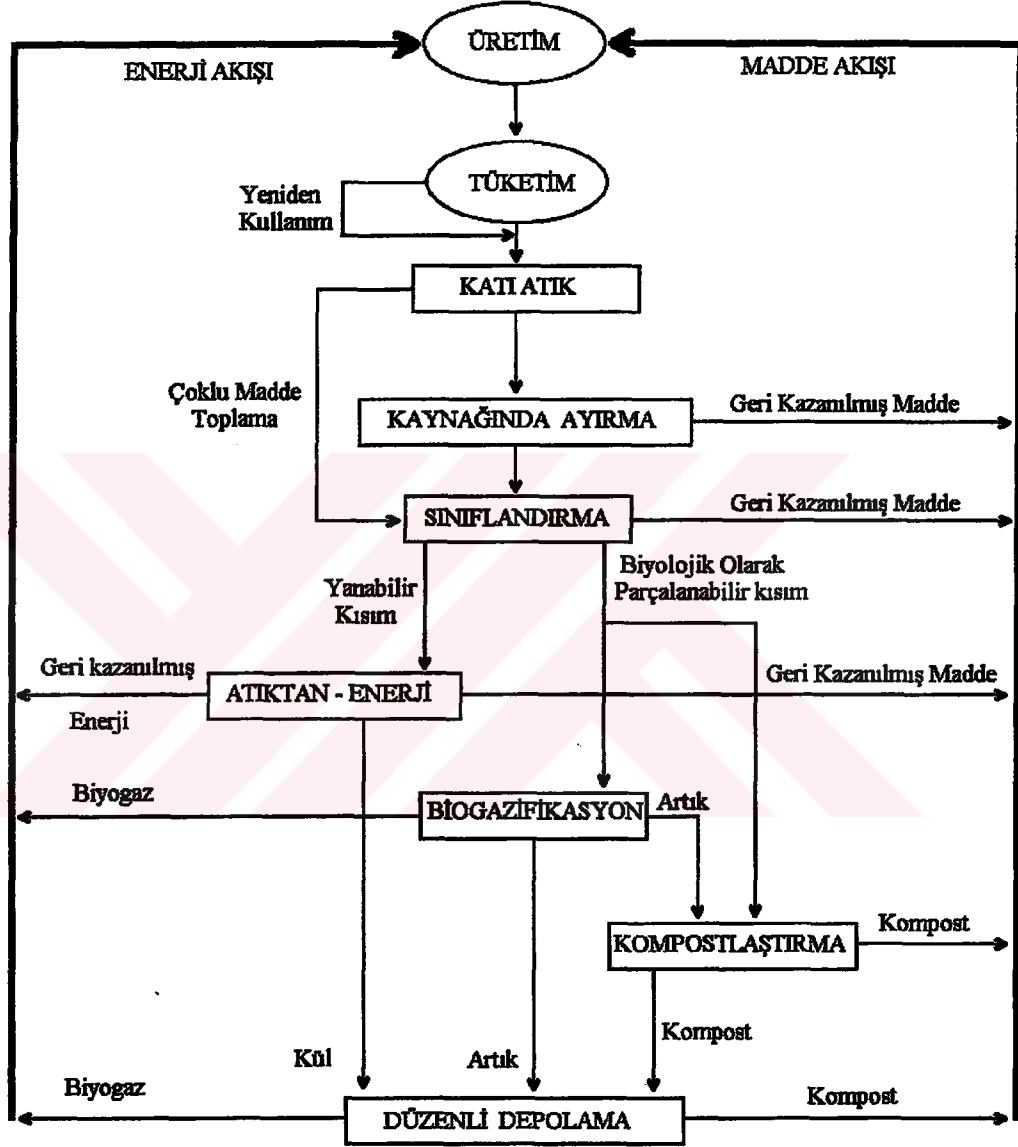 ÜRETİM
ENERJİ AKIŞI
MADDE AKIŞI
TÜKETİM
Yeniden
Kullanım
KATI ATIK
Çoklu Madde
Toplama
KAYNAĞINDA AYIRMA
Geri Kazanılmış Madde
SINIFLANDIRMA
Geri Kazanılmış Madde
Yanabilir
Kısım
Biyolojik Olarak
Parçalanabilir kısım
Geri kazanılmış
Enerji
ATIKTAN - ENERJİ
Geri Kazanılmış Madde
Biyogaz
BİOGAZİFİKASYON
Artık
KOMPOSTLAŞTIRMA
Kompost
Kül
Artık
Kompost
Biyogaz
DÜZENLİ DEPOLAMA
Kompost